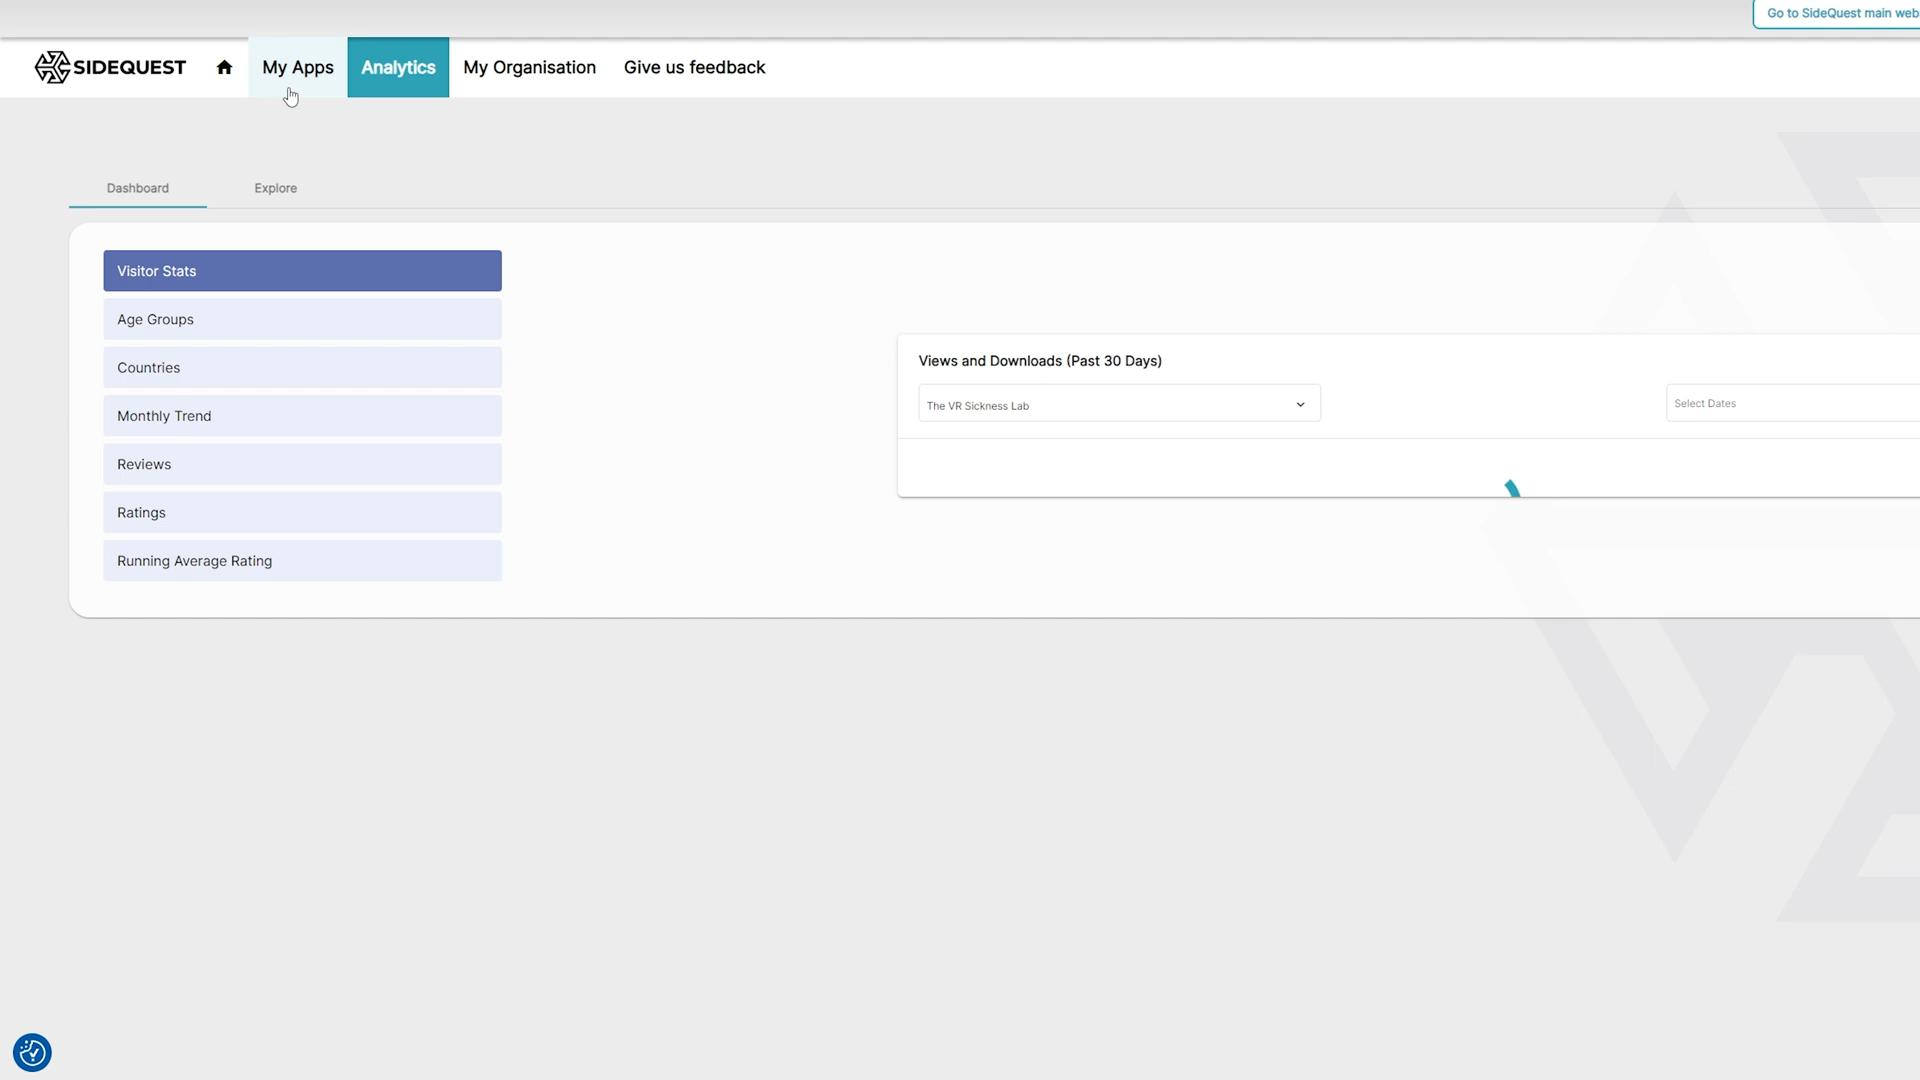 Go to SideQuest main web
SIDEQUEST
My Apps
Analytics
My Organisation
Give us feedback
Dashboard
Explore
Visitor Stats
Age Groups
Countries
Monthly Trend
Reviews
Ratings
Running Average Rating
Views and Downloads (Past 30 Days)
The VR Sickness Lab
Select Dates